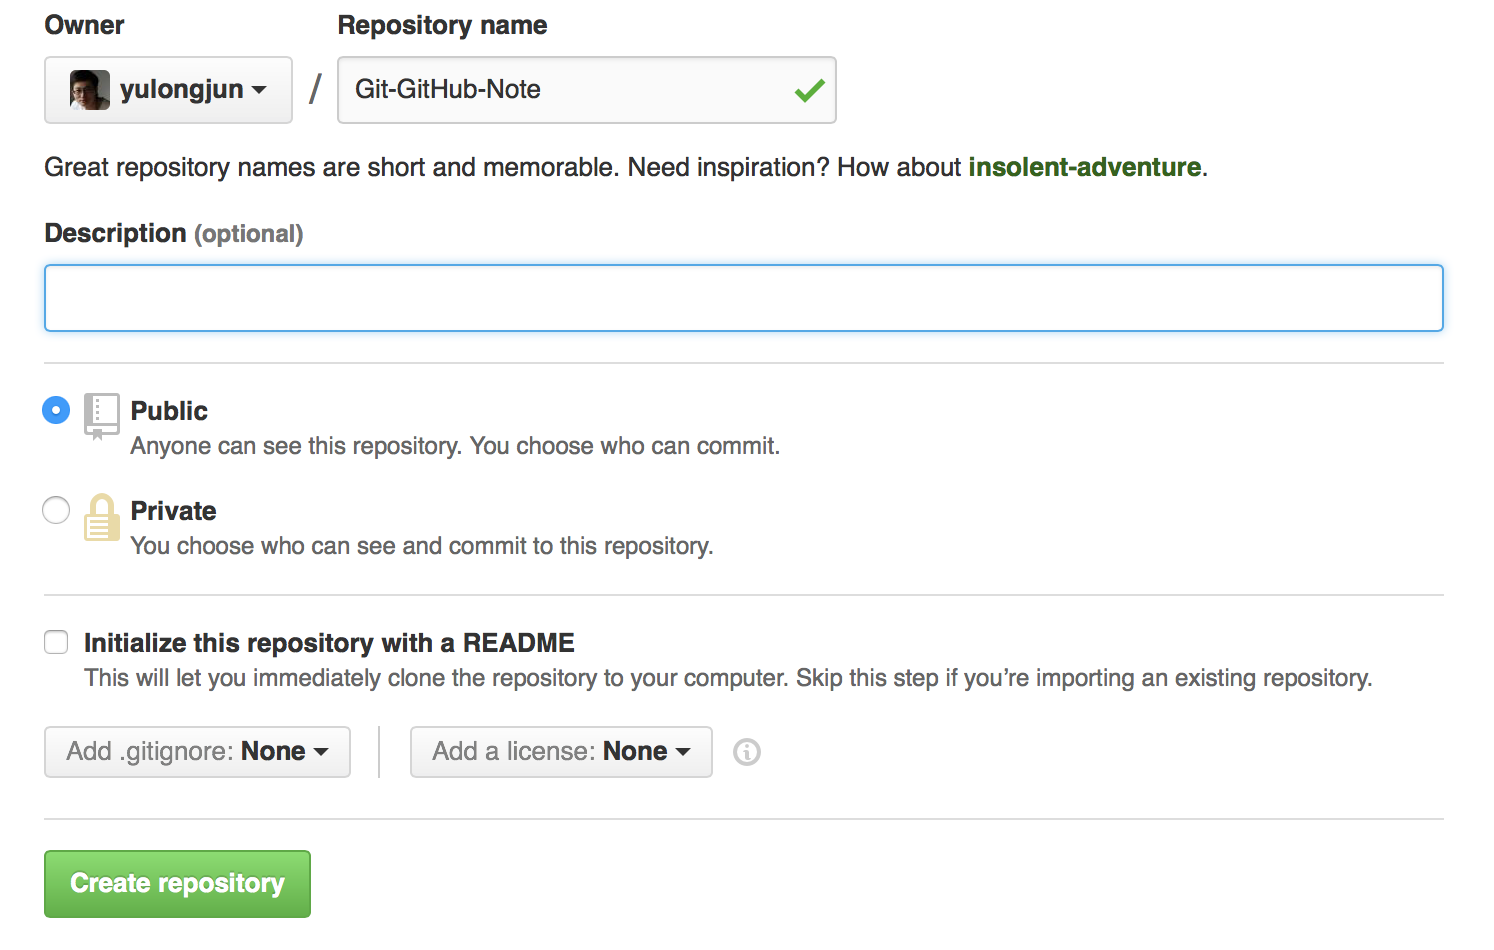 Owner
Repository name
yulongjun
/
Git-GitHub-Note
Great repository names are short and memorable. Need inspiration? How about insolent-adventure.
Description (optional)
Public
Anyone can see this repository. You choose who can commit.
Private
You choose who can see and commit to this repository.
Initialize this repository with a README
This will let you immediately clone the repository to your computer. Skip this step if you’re importing an existing repository.
Add .gitignore: None
Add a license: None
Create repository